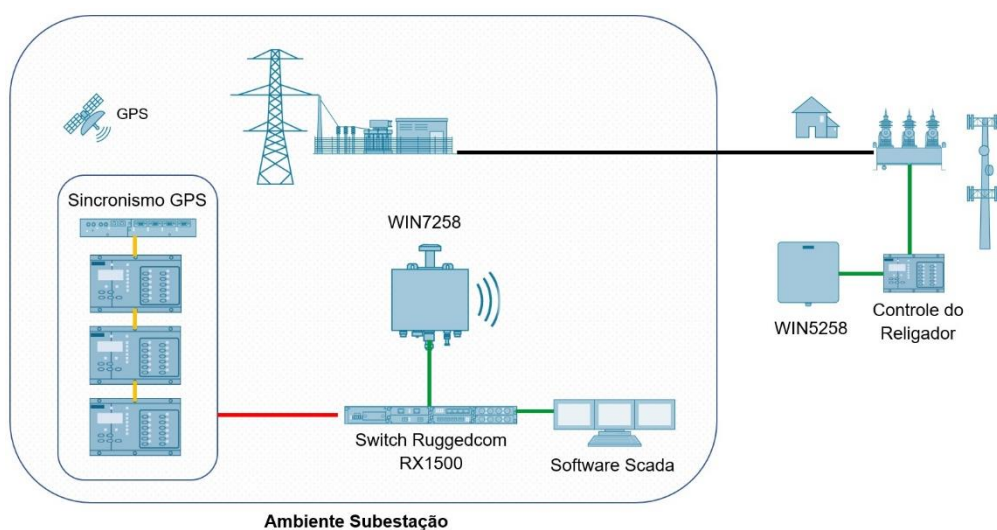 GPS
Sincronismo GPS
WIN7258
WIN5258
Controle do
Religador
Switch Ruggedcom
RX1500
Software Scada
Ambiente Subestação